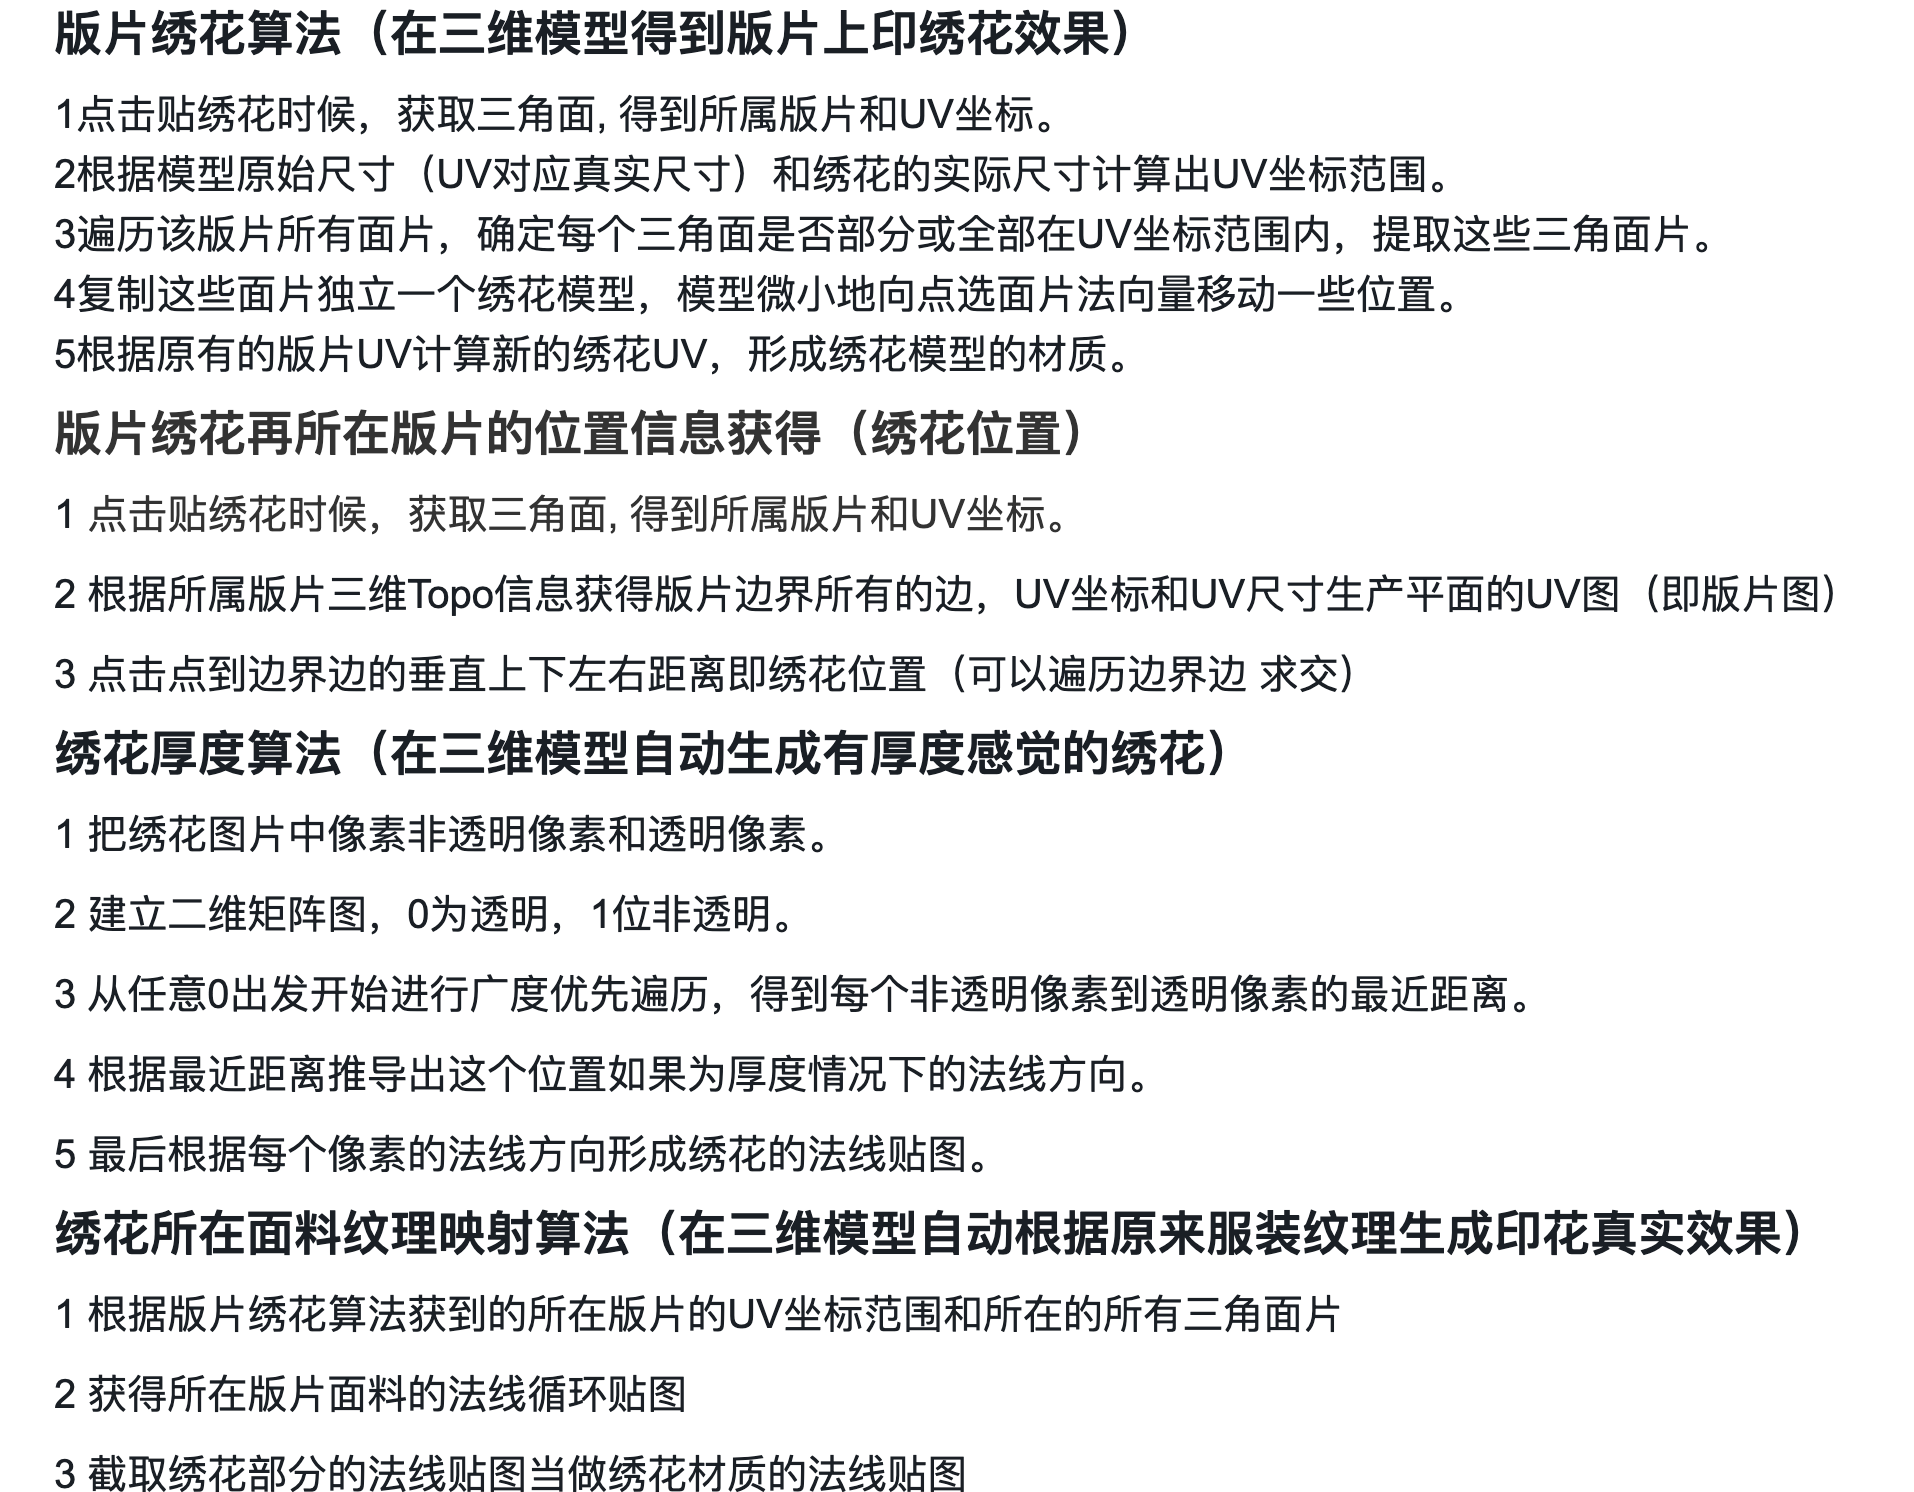 版片绣花算法（在三维模型得到版片上印绣花效果）
1点击贴绣花时候，获取三角面, 得到所属版片和UV坐标。
2根据模型原始尺寸（UV对应真实尺寸）和绣花的实际尺寸计算出UV坐标范围。
3遍历该版片所有面片，确定每个三角面是否部分或全部在UV坐标范围内，提取这些三角面片。
4复制这些面片独立一个绣花模型，模型微小地向点选面片法向量移动一些位置。
5根据原有的版片UV计算新的绣花UV，形成绣花模型的材质。
版片绣花再所在版片的位置信息获得（绣花位置）
1 点击贴绣花时候，获取三角面, 得到所属版片和UV坐标。
2 根据所属版片三维Topo信息获得版片边界所有的边，UV坐标和UV尺寸生产平面的UV图（即版片图）
3 点击点到边界边的垂直上下左右距离即绣花位置（可以遍历边界边 求交）
绣花厚度算法（在三维模型自动生成有厚度感觉的绣花）
1 把绣花图片中像素非透明像素和透明像素。
2 建立二维矩阵图，0为透明，1位非透明。
3 从任意0出发开始进行广度优先遍历，得到每个非透明像素到透明像素的最近距离。
4 根据最近距离推导出这个位置如果为厚度情况下的法线方向。
5 最后根据每个像素的法线方向形成绣花的法线贴图。
绣花所在面料纹理映射算法（在三维模型自动根据原来服装纹理生成印花真实效果）
1 根据版片绣花算法获到的所在版片的UV坐标范围和所在的所有三角面片
2 获得所在版片面料的法线循环贴图
3 截取绣花部分的法线贴图当做绣花材质的法线贴图